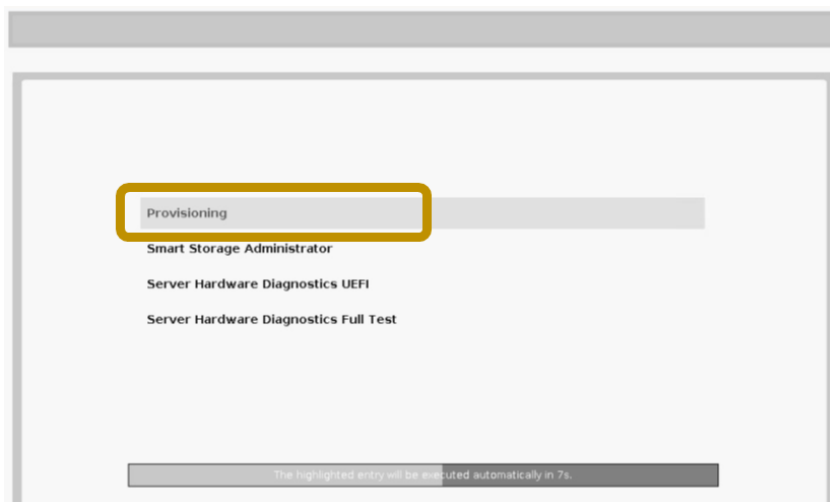 Provisioning
Smart Storage Administrator
Server Hardware Diagnostics UEFI
Server Hardware Diagnostics Full Test
The highlighted entry will be executed automatically in 7s.